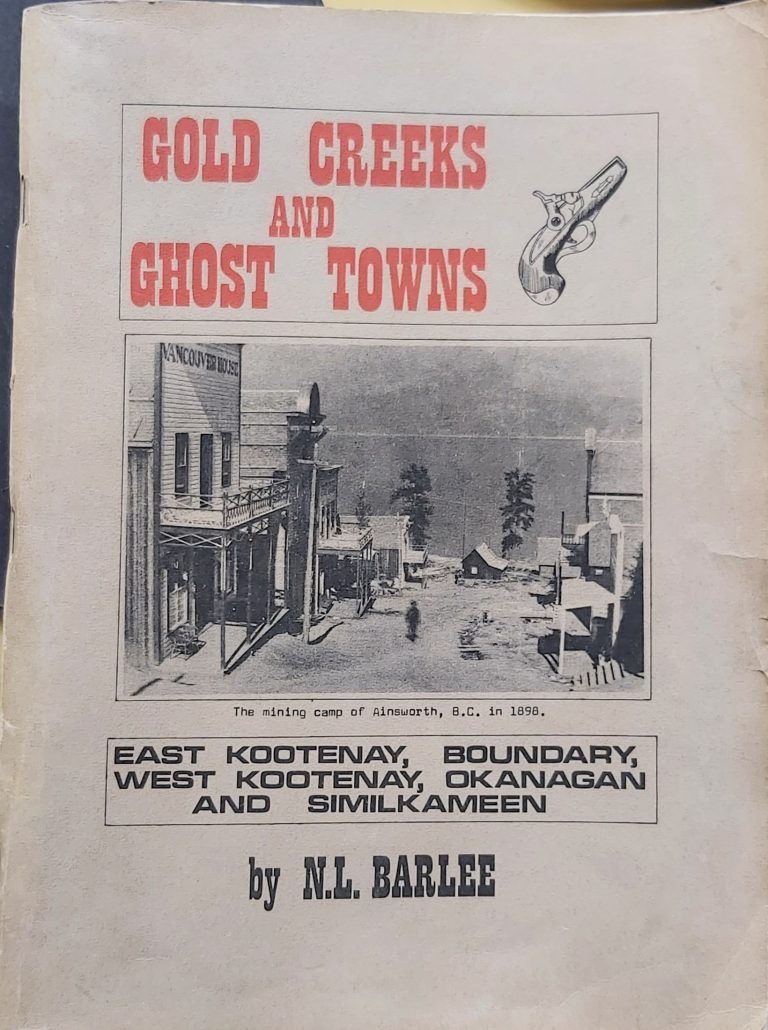 GOLD CREEKS
AND
GHOST TOWNS
VANCOUVER HOUSE
The mining camp of Ainsworth, B.C. in 1898.
EAST KOOTENAY, BOUNDARY,
WEST KOOTENAY, OKANAGAN
AND SIMILKAMEEN
by N.L. BARLEE